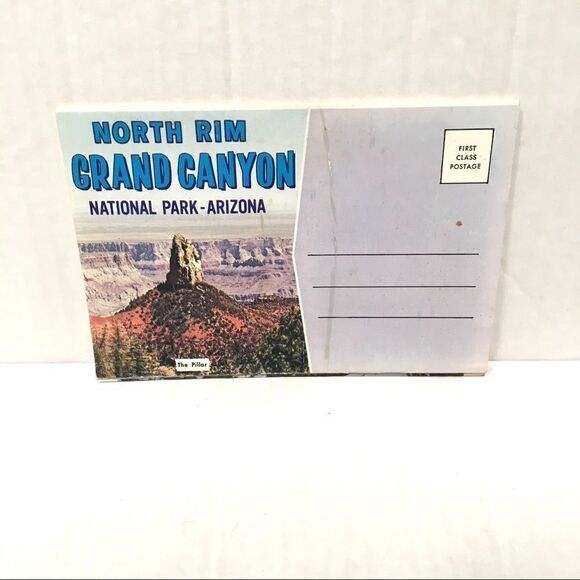 NORTH RIM
GRAND CANYON
NATIONAL PARK - ARIZONA
The Pillar
FIRST
CLASS
POSTAGE